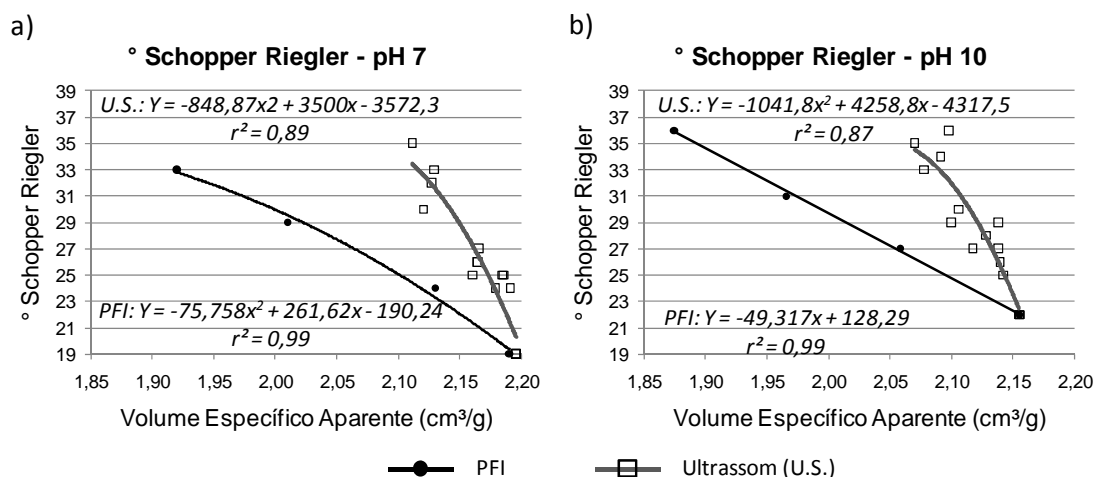 a)
° Schopper Riegler - pH 7
° Schopper Riegler
39
37
35
33
31
29
27
25
23
21
19
U.S.: Y = -848,87x2 + 3500x - 3572,3
r² = 0,89
PFI: Y = -75,758x² + 261,62x - 190,24
r² = 0,99
1,85 1,90 1,95 2,00 2,05 2,10 2,15 2,20
Volume Específico Aparente (cm³/g)
b)
° Schopper Riegler - pH 10
° Schopper Riegler
39
37
35
33
31
29
27
25
23
21
19
U.S.: Y = -1041,8x² + 4258,8x - 4317,5
r² = 0,87
PFI: Y = -49,317x + 128,29
r² = 0,99
1,85 1,90 1,95 2,00 2,05 2,10 2,15 2,20
Volume Específico Aparente (cm³/g)
PFI Ultrassom (U.S.)